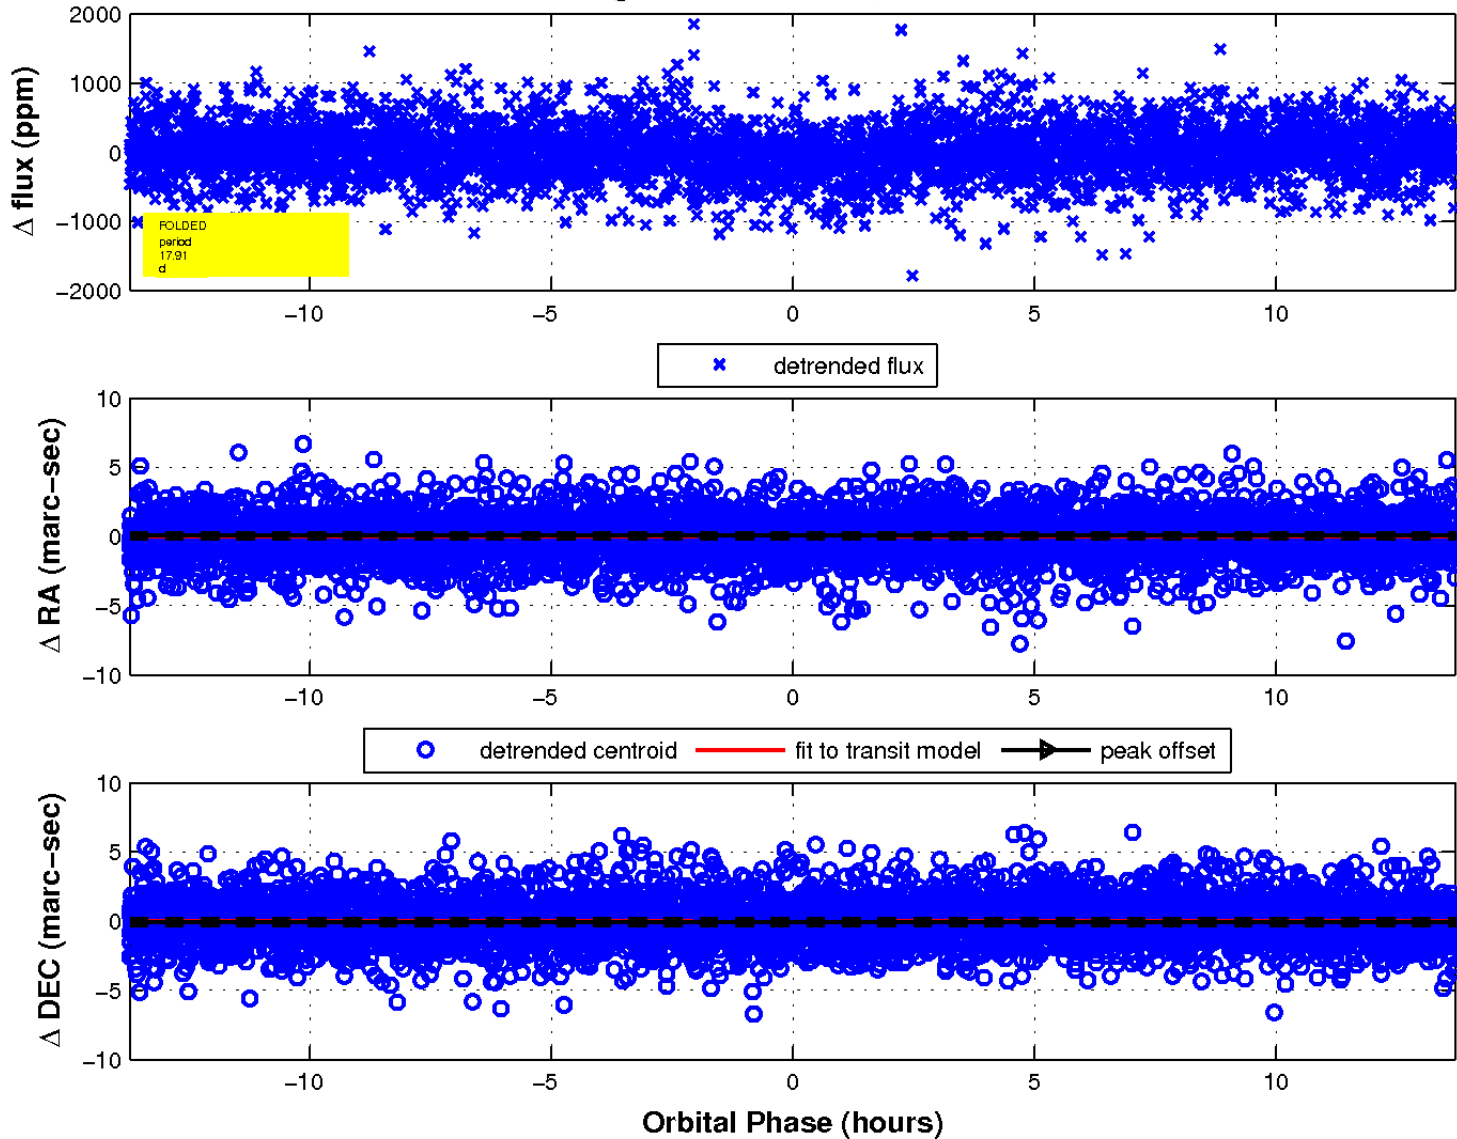 2000
1000
0
−1000
−2000
Δ flux (ppm)
FOLDED
period
17.91
d
−10 −5 0 5 10
detrended flux
10
5
0
−5
−10
Δ RA (marc−sec)
−10 −5 0 5 10
detrended centroid fit to transit model peak offset
10
5
0
−5
−10
Δ DEC (marc−sec)
−10 −5 0 5 10
Orbital Phase (hours)